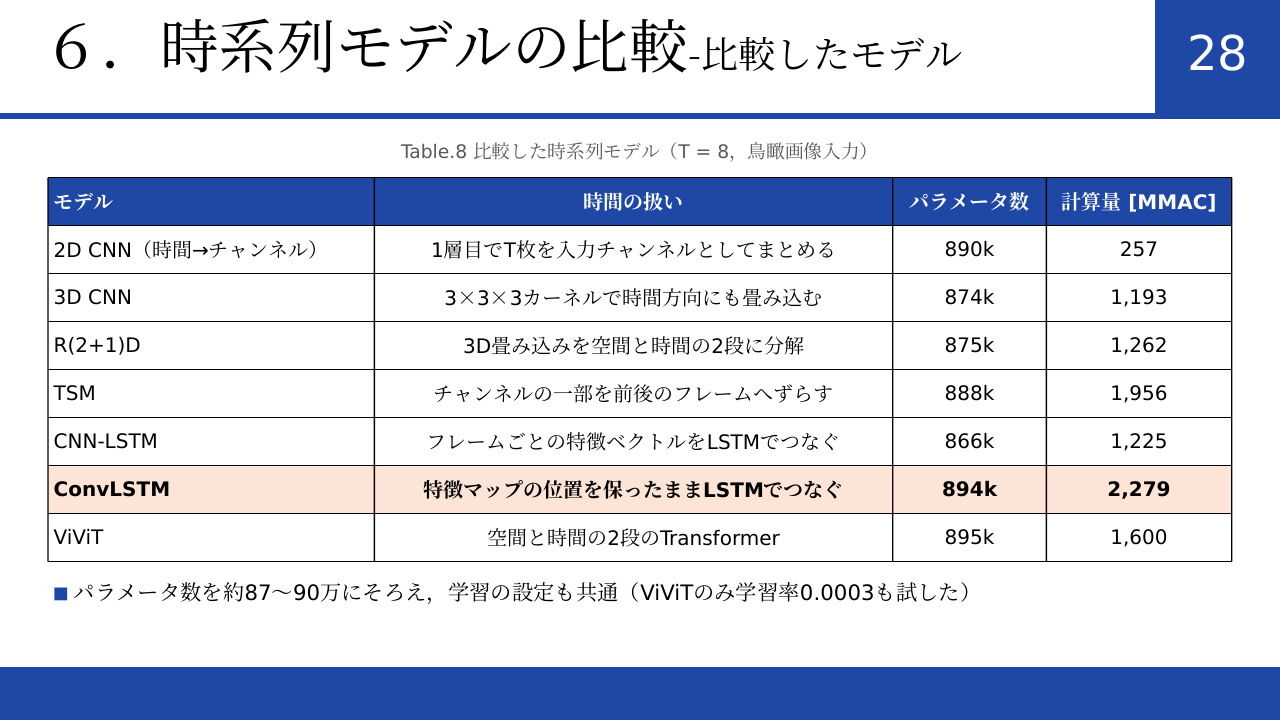 ６．時系列モデルの比較-比較したモデル
28
Table.8 比較した時系列モデル（T = 8，鳥瞰画像入力）
モデル 時間の扱い パラメータ数 計算量 [MMAC]
2D CNN（時間→チャンネル） 1層目でT枚を入力チャンネルとしてまとめる 890k 257
3D CNN 3×3×3カーネルで時間方向にも畳み込む 874k 1,193
R(2+1)D 3D畳み込みを空間と時間の2段に分解 875k 1,262
TSM チャンネルの一部を前後のフレームへずらす 888k 1,956
CNN-LSTM フレームごとの特徴ベクトルをLSTMでつなぐ 866k 1,225
ConvLSTM 特徴マップの位置を保ったままLSTMでつなぐ 894k 2,279
ViViT 空間と時間の2段のTransformer 895k 1,600
■ パラメータ数を約87～90万にそろえ，学習の設定も共通（ViViTのみ学習率0.0003も試した）